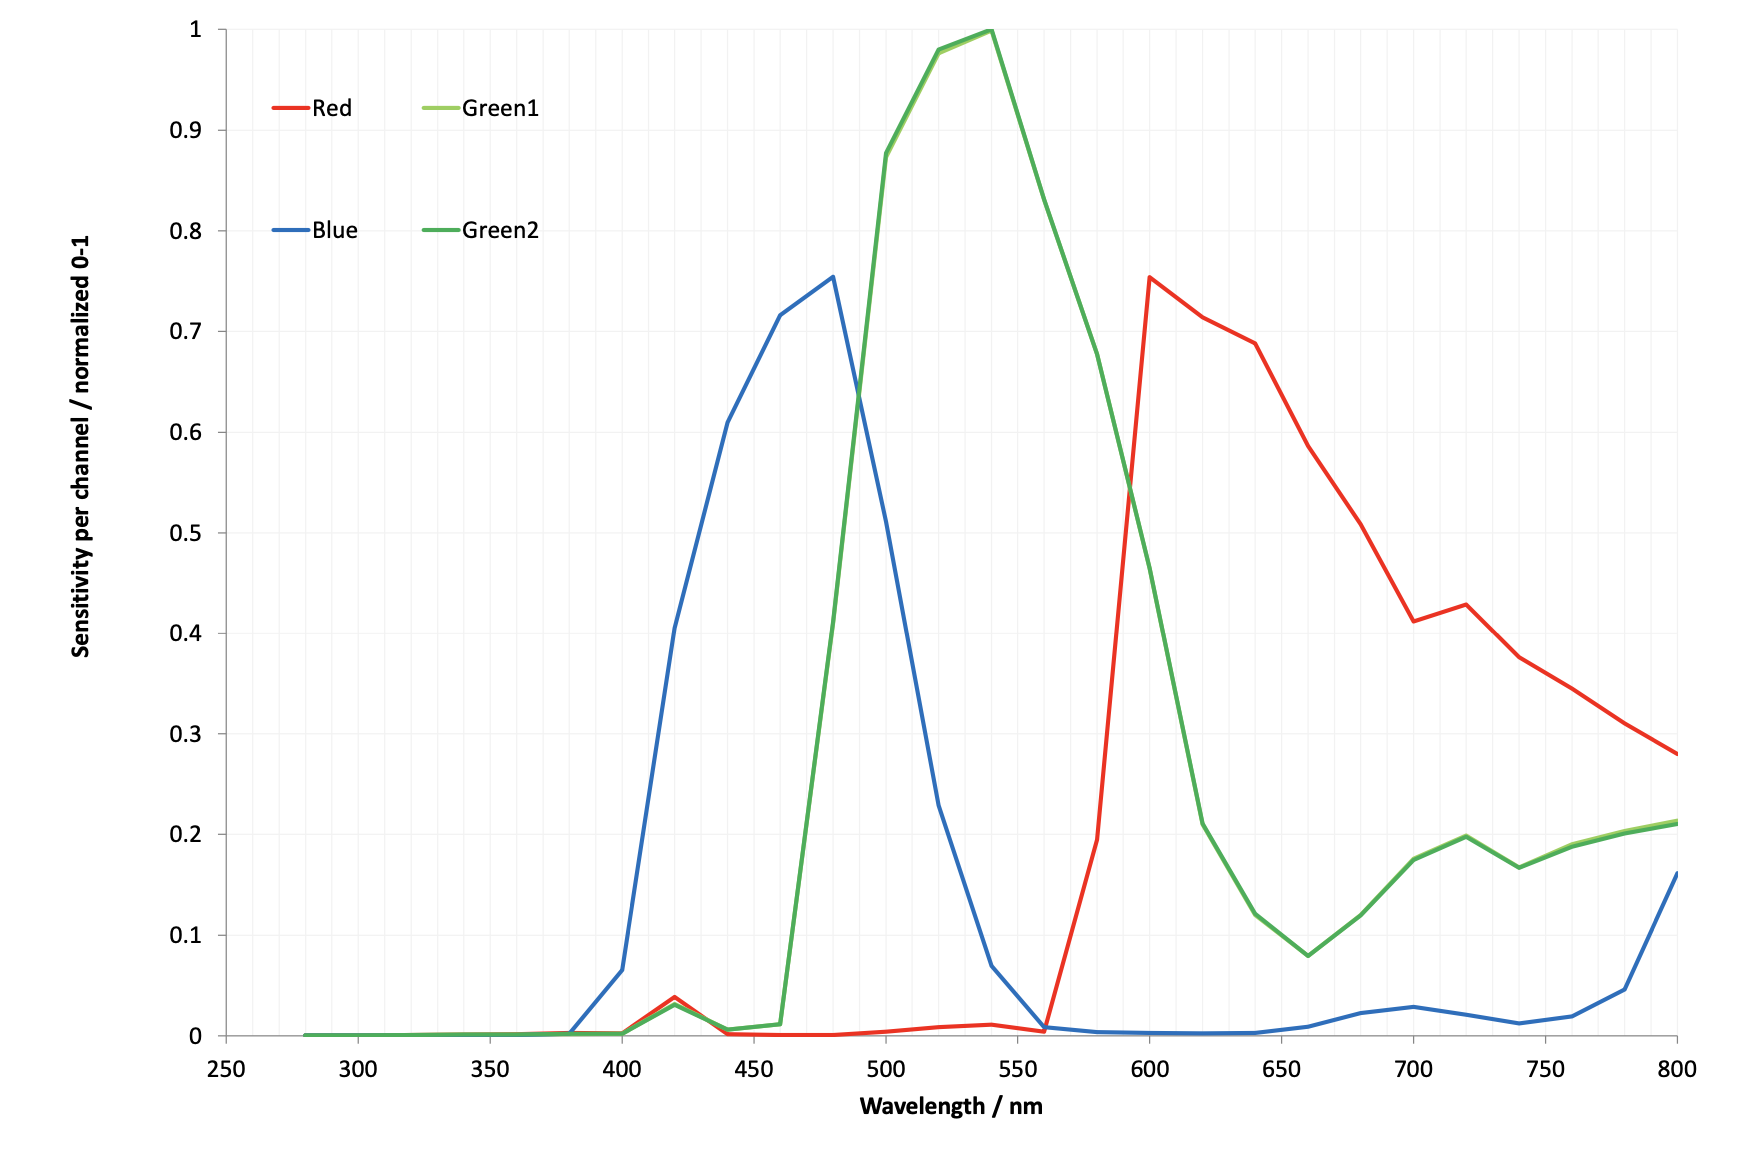 1
0.9
0.8
0.7
0.6
0.5
0.4
0.3
0.2
0.1
0
Sensitivity per channel / normalized 0-1
Red Green1
Blue Green2
250 300 350 400 450 500 550 600 650 700 750 800
Wavelength / nm